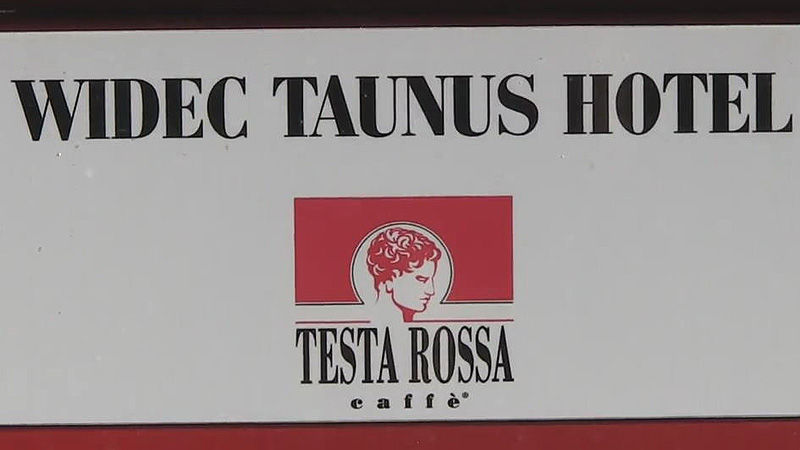 WIDEC TAUNUS HOTEL
TESTA ROSSA
caffè®